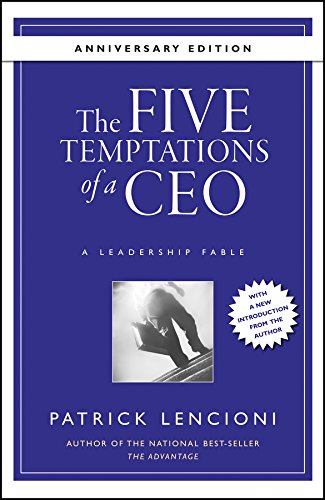 ANNIVERSARY EDITION
The FIVE
TEMPTATIONS
of a CEO
A LEADERSHIP FABLE
WITH
A NEW
INTRODUCTION
FROM THE
AUTHOR
PATRICK LENCIONI
AUTHOR OF THE NATIONAL BEST-SELLER
THE ADVANTAGE